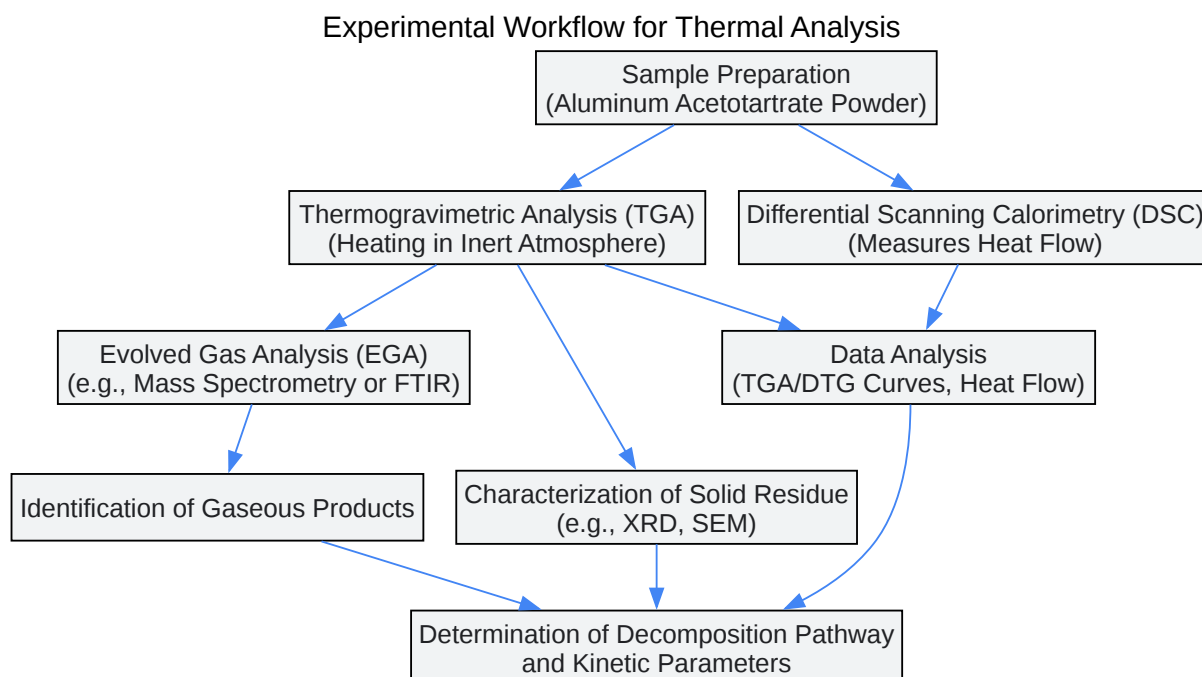 Experimental Workflow for Thermal Analysis
Sample Preparation
(Aluminum Acetotartrate Powder)
Thermogravimetric Analysis (TGA)
(Heating in Inert Atmosphere)
Differential Scanning Calorimetry (DSC)
(Measures Heat Flow)
Evolved Gas Analysis (EGA)
(e.g., Mass Spectrometry or FTIR)
Data Analysis
(TGA/DTG Curves, Heat Flow)
Identification of Gaseous Products
Characterization of Solid Residue
(e.g., XRD, SEM)
Determination of Decomposition Pathway
and Kinetic Parameters